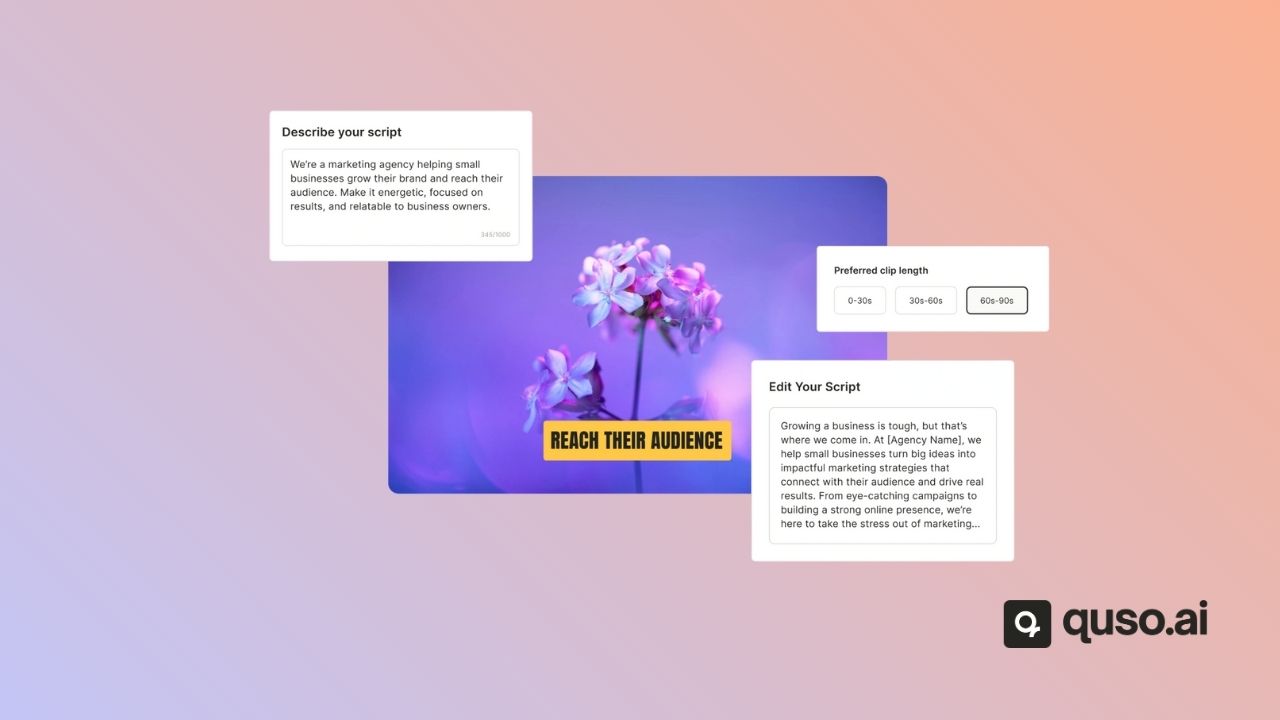 Describe your script
We're a marketing agency helping small
businesses grow their brand and reach their
audience. Make it energetic, focused on
results, and relatable to business owners.
345/1000
Preferred clip length
0-30s
30s-60s
60s-90s
REACH THEIR AUDIENCE
Edit Your Script
Growing a business is tough, but that's
where we come in. At [Agency Name], we
help small businesses turn big ideas into
impactful marketing strategies that
connect with their audience and drive real
results. From eye-catching campaigns to
building a strong online presence, we're
here to take the stress out of marketing...
quso.ai